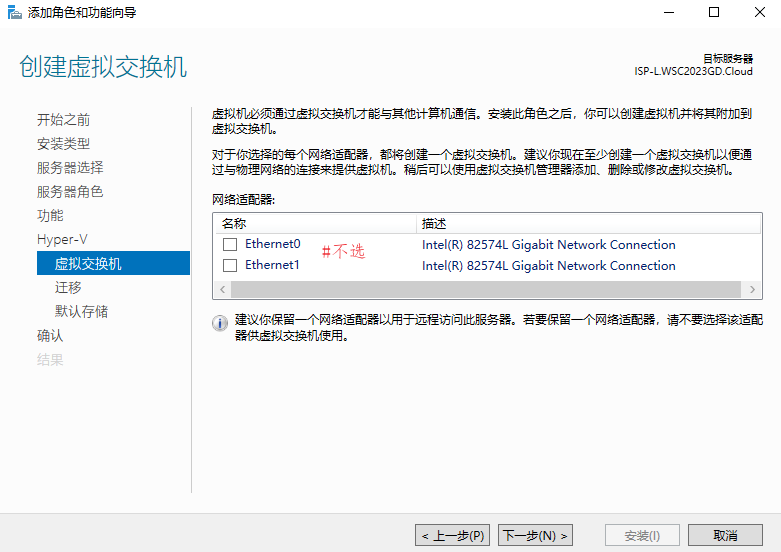 添加角色和功能向导
创建虚拟交换机
目标服务器
ISP-L.WSC2023GD.Cloud
开始之前
安装类型
服务器选择
服务器角色
功能
Hyper-V
虚拟交换机
迁移
默认存储
确认
结果
虚拟机必须通过虚拟交换机才能与其他计算机通信。安装此角色之后，你可以创建虚拟机并将其附加到
虚拟交换机。
对于你选择的每个网络适配器，都将创建一个虚拟交换机。建议你现在至少创建一个虚拟交换机以便通
过与物理网络的连接来提供虚拟机。稍后可以使用虚拟交换机管理器添加、删除或修改虚拟交换机。
网络适配器:
名称 描述
Ethernet0 Intel(R) 82574L Gigabit Network Connection
#不选
Ethernet1 Intel(R) 82574L Gigabit Network Connection
建议你保留一个网络适配器以用于远程访问此服务器。若要保留一个网络适配器，请不要选择该适配
器供虚拟交换机使用。
< 上一步(P) 下一步(N) > 安装(I) 取消